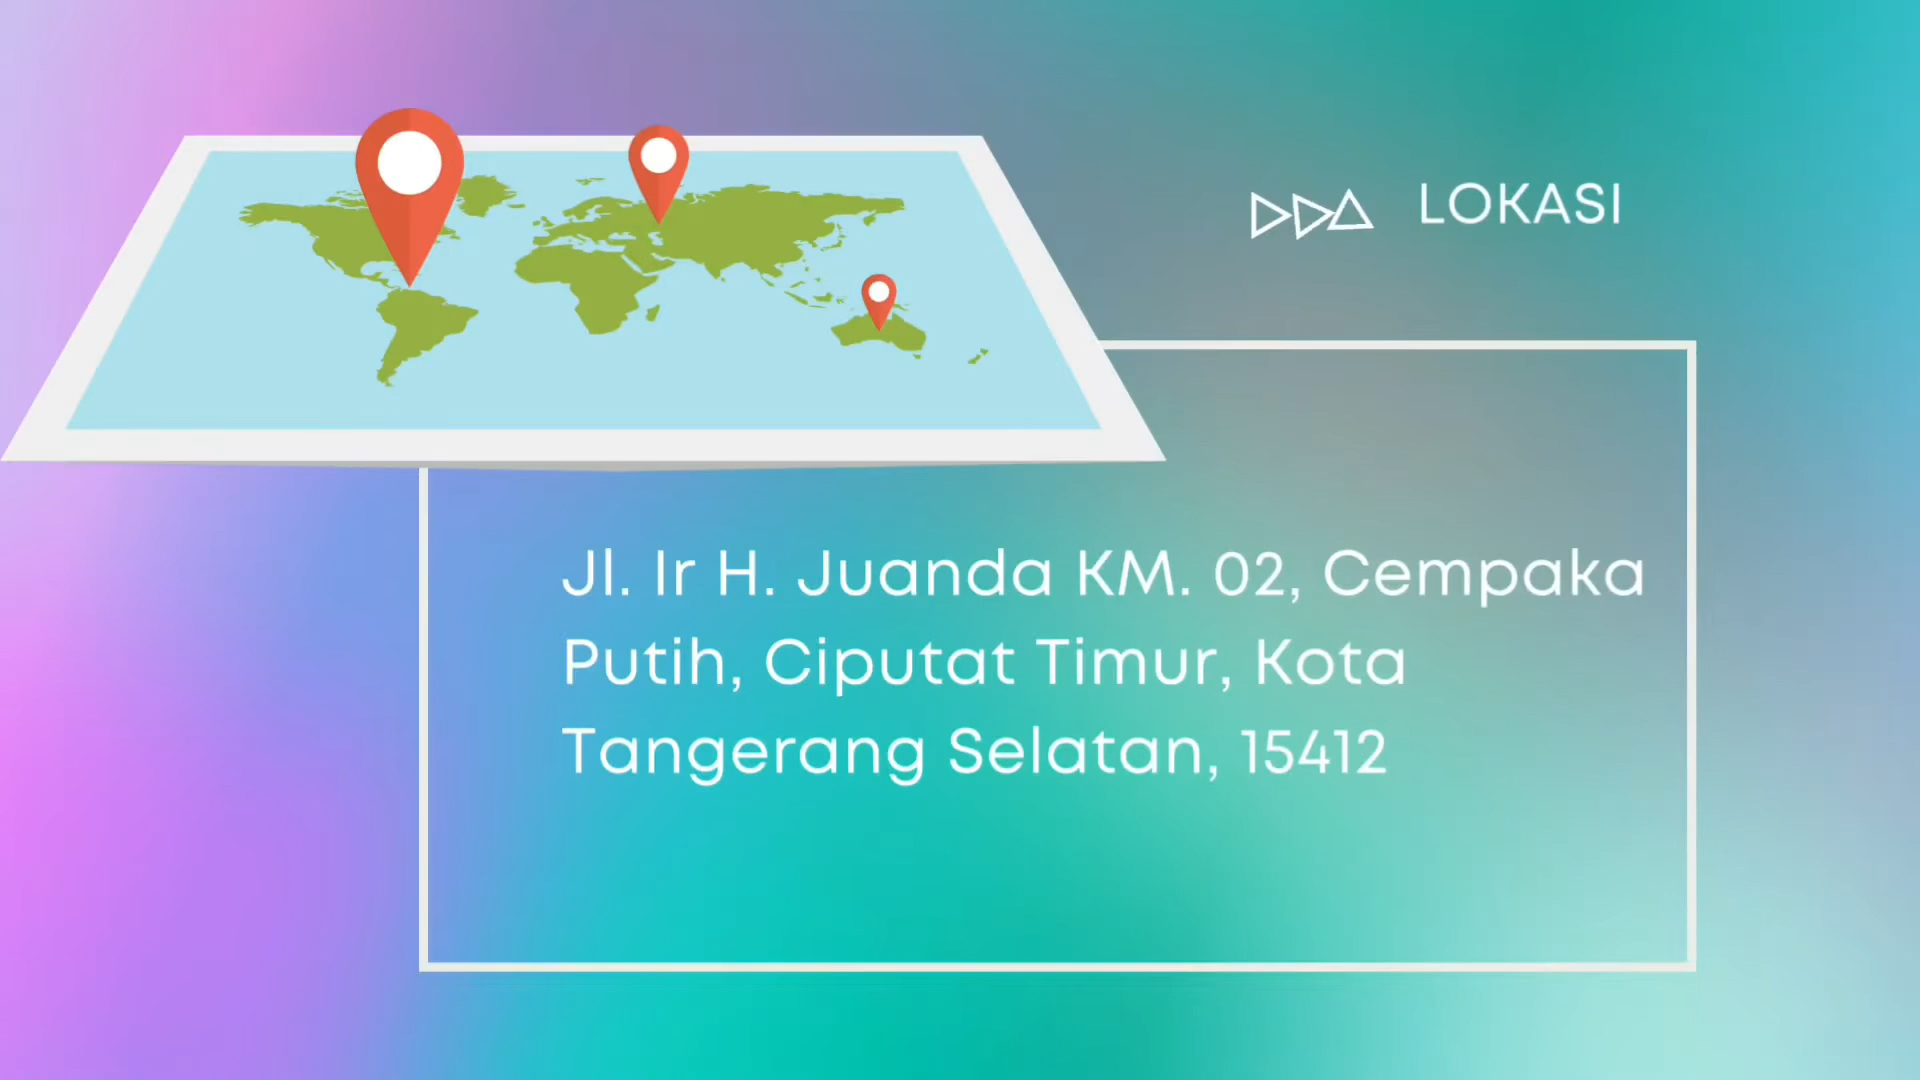 LOKASI
Jl. Ir H. Juanda KM. 02, Cempaka
Putih, Ciputat Timur, Kota
Tangerang Selatan, 15412